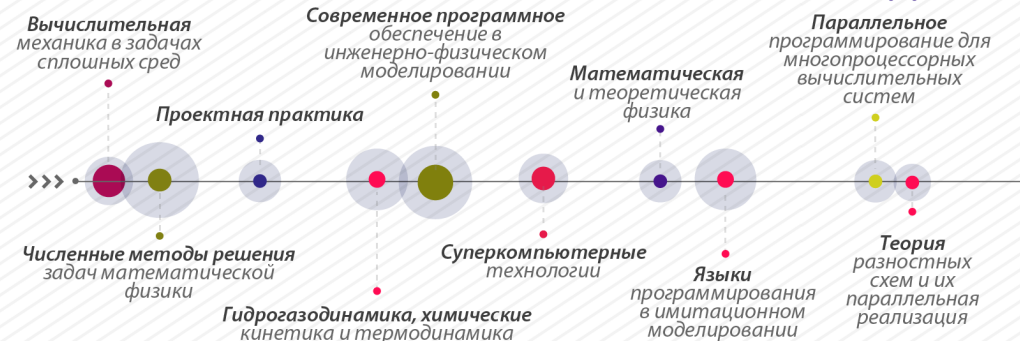 Вычислительная
механика в задачах
сплошных сред
Современное программное
обеспечение в
инженерно-физическом
моделировании
Параллельное
программирование для
многопроцессорных
вычислительных
систем
Математическая
и теоретическая
физика
Проектная практика
Численные методы решения
задач математической
физики
Гидрогазодинамика, химические
кинетика и термодинамика
Суперкомпьютерные
технологии
Языки
программирования
в имитационном
моделировании
Теория
разностных
схем и их
параллельная
реализация